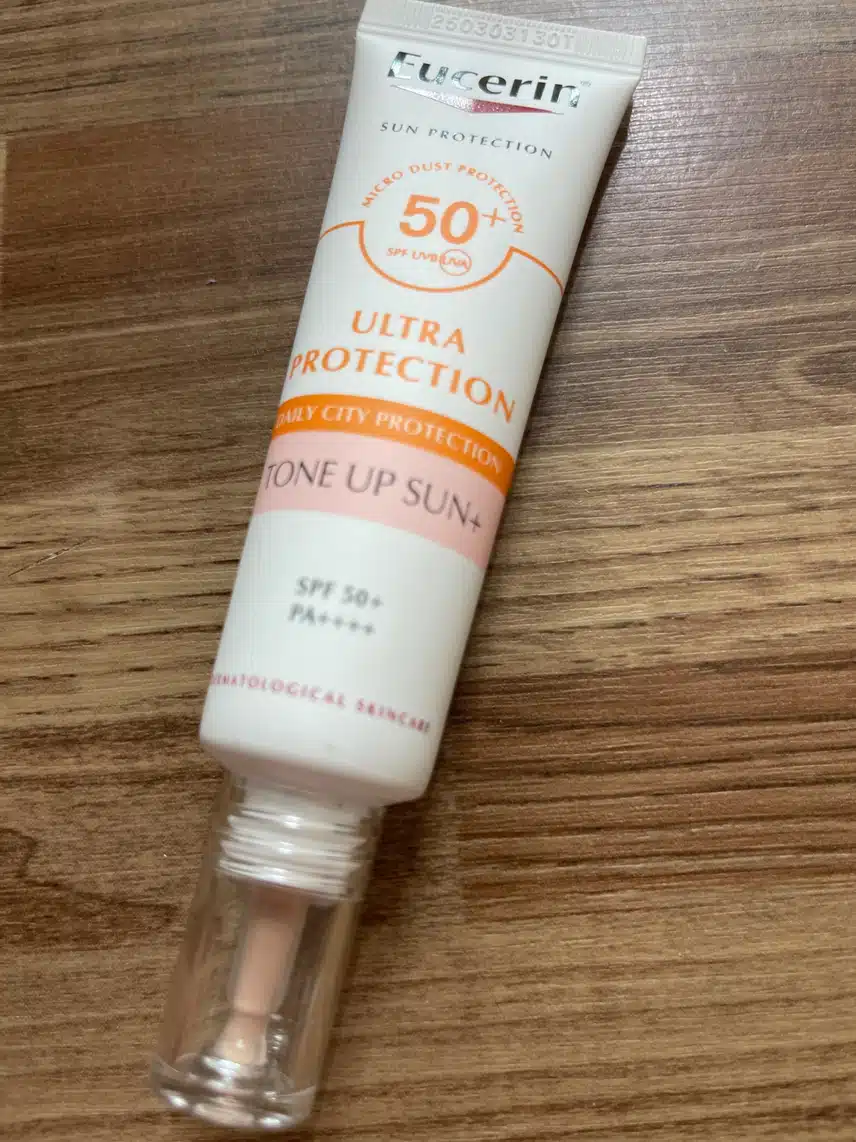 250303130T
Eucerin
SUN PROTECTION
MICRO DUST PROTECTION
50+
SPF UVB UVA
ULTRA
PROTECTION
DAILY CITY PROTECTION
TONE UP SUN+
SPF 50+
PA++++
DERMATOLOGICAL SKINCARE